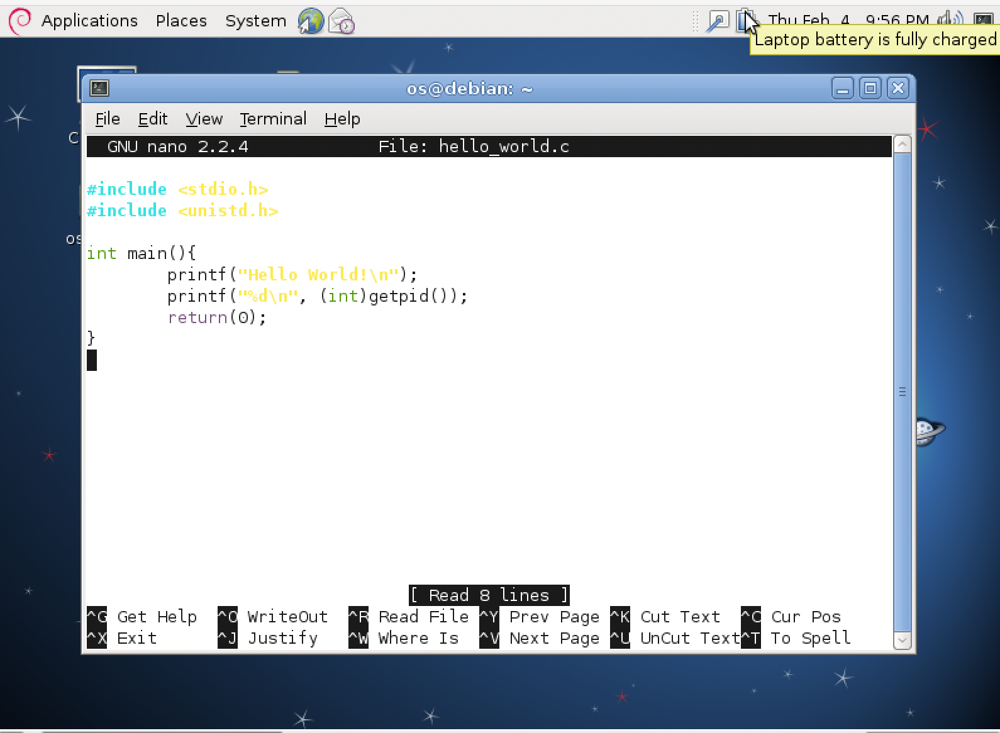 Applications Places System Thu Feb 4 9:56 PM
Laptop battery is fully charged
os@debian: ~
File Edit View Terminal Help
GNU nano 2.2.4 File: hello_world.c
#include <stdio.h>
#include <unistd.h>
int main(){
printf("Hello World!\n");
printf("%d\n", (int)getpid());
return(0);
}
[ Read 8 lines ]
^G Get Help ^O WriteOut ^R Read File ^Y Prev Page ^K Cut Text ^C Cur Pos
^X Exit ^J Justify ^W Where Is ^V Next Page ^U UnCut Text ^T To Spell